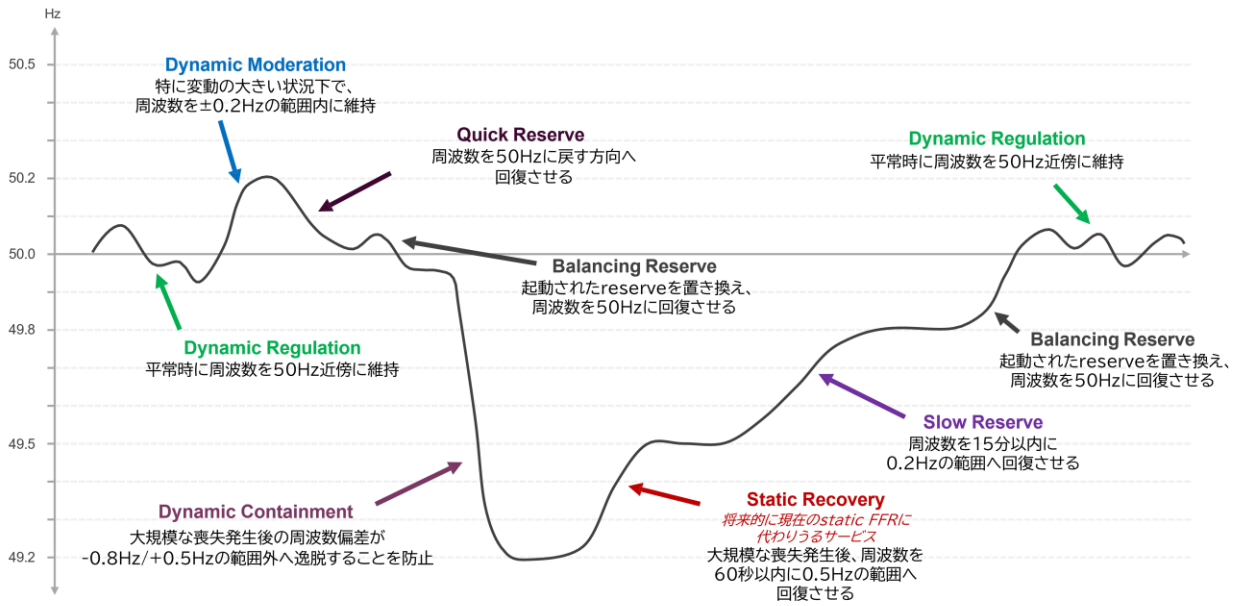 Hz
50.5
50.2
50.0
49.8
49.5
49.2
Dynamic Moderation
特に変動の大きい状況下で、
周波数を±0.2Hzの範囲内に維持
Quick Reserve
周波数を50Hzに戻す方向へ
回復させる
Dynamic Regulation
平常時に周波数を50Hz近傍に維持
Balancing Reserve
起動されたreserveを置き換え、
周波数を50Hzに回復させる
Dynamic Regulation
平常時に周波数を50Hz近傍に維持
Balancing Reserve
起動されたreserveを置き換え、
周波数を50Hzに回復させる
Slow Reserve
周波数を15分以内に
0.2Hzの範囲へ回復させる
Dynamic Containment
大規模な喪失発生後の周波数偏差が
-0.8Hz/+0.5Hzの範囲外へ逸脱することを防止
Static Recovery
将来的に現在のstatic FFRに
代わりうるサービス
大規模な喪失発生後、周波数を
60秒以内に0.5Hzの範囲へ
回復させる